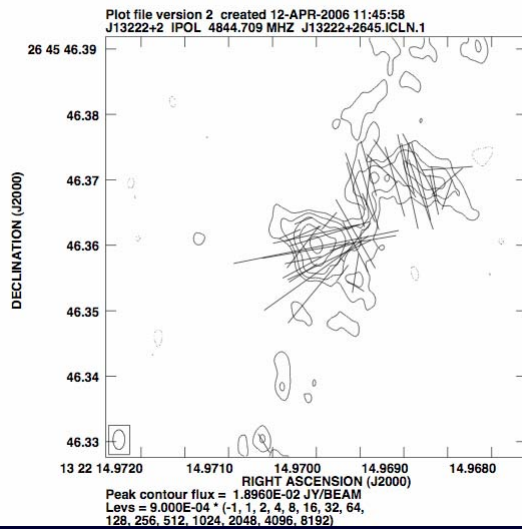 Plot file version 2 created 12-APR-2006 11:45:58
J13222+2 IPOL 4844.709 MHZ J13222+2645.ICLN.1
26 45 46.39
46.38
46.37
46.36
46.35
46.34
46.33
DECLINATION (J2000)
13 22 14.9720 14.9710 14.9700 14.9690 14.9680
RIGHT ASCENSION (J2000)
Peak contour flux = 1.8960E-02 JY/BEAM
Levs = 9.000E-04 * (-1, 1, 2, 4, 8, 16, 32, 64,
128, 256, 512, 1024, 2048, 4096, 8192)